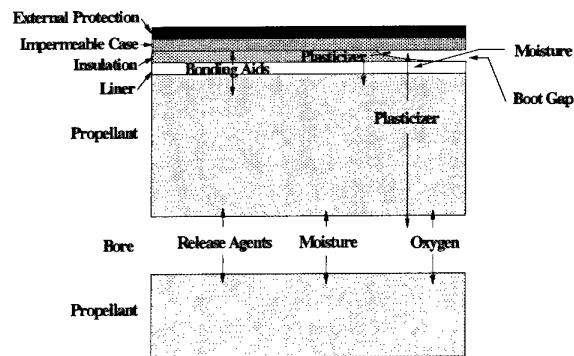 External Protection
Impermeable Case
Plasticizer
Moisture
Insulation
Bonding Aids
Liner
Boot Gap
Propellant
Plasticizer
Bore
Release Agents
Moisture
Oxygen
Propellant